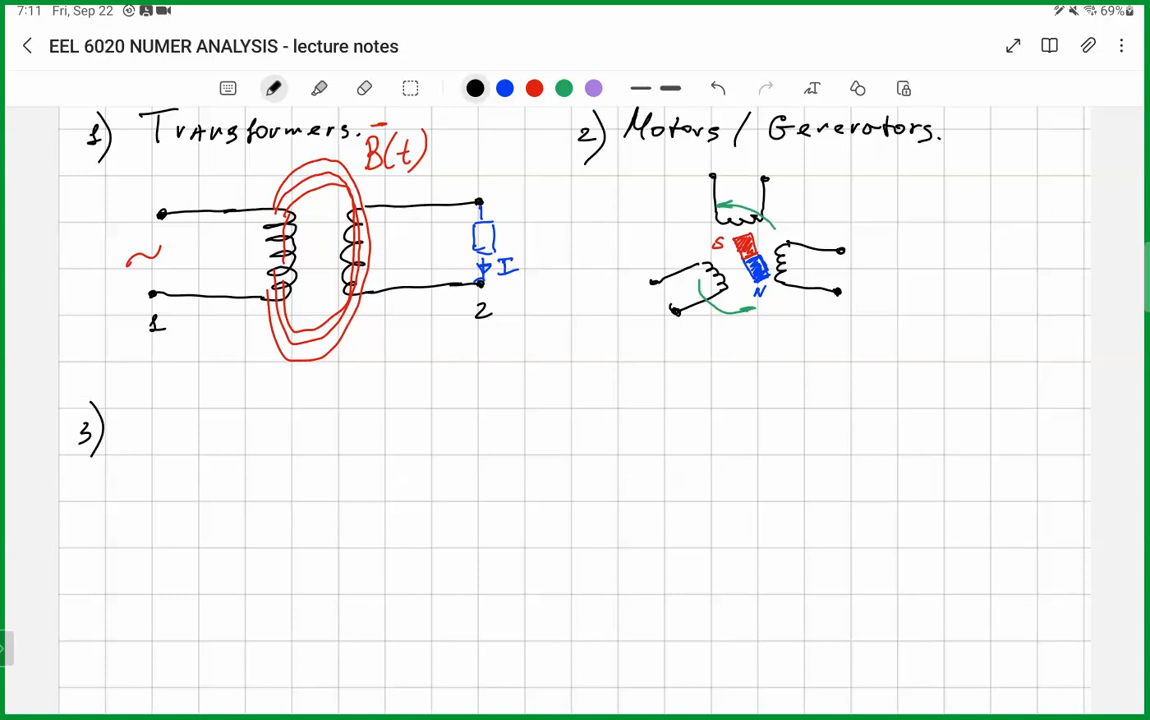 7:11 Fri, Sep 22
69%
EEL 6020 NUMER ANALYSIS - lecture notes
1) Transformers.
2) Motors / Generators.
B̄(t)
~
I
1
2
S
N
3)